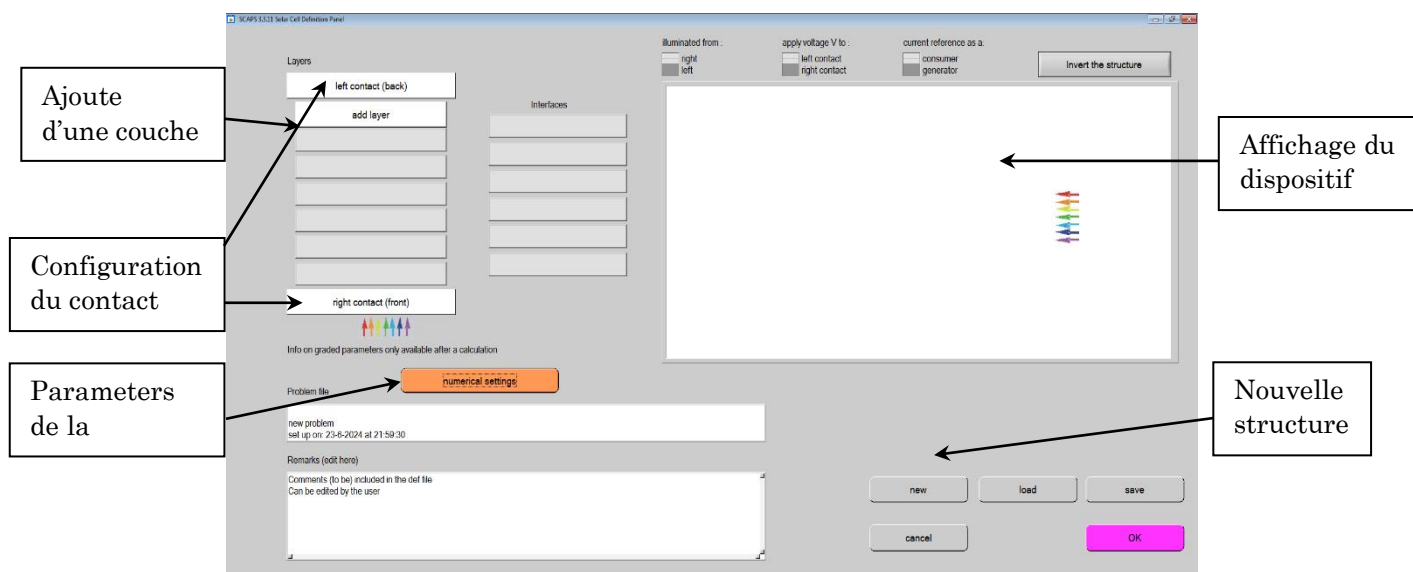 SCAPS 3.3.11 Solar Cell Definition Panel
illuminated from :
right
left
apply voltage V to :
left contact
right contact
current reference as a:
consumer
generator
Invert the structure
Layers
left contact (back)
add layer
Interfaces
right contact (front)
Info on graded parameters only available after a calculation
numerical settings
Problem file
new problem
set up on: 23-6-2024 at 21:59:30
Remarks (edit here)
Comments (to be) included in the def file
Can be edited by the user
new
load
save
cancel
OK
Ajoute
d'une couche
Configuration
du contact
Parameters
de la
Affichage du
dispositif
Nouvelle
structure